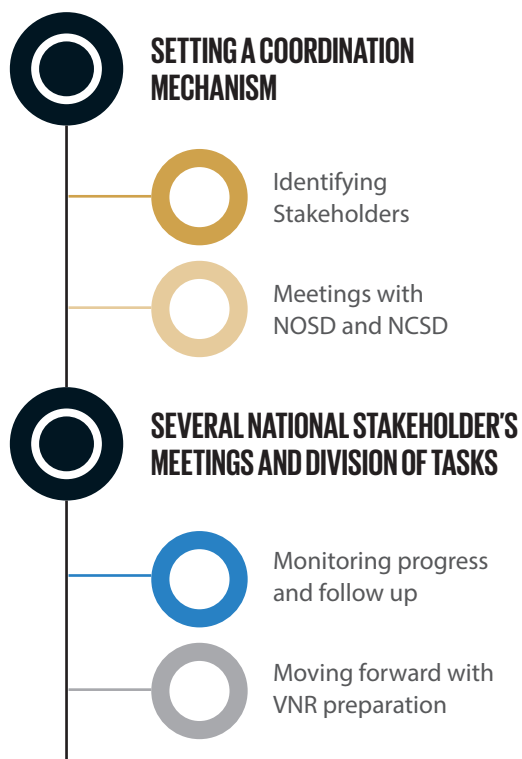 SETTING A COORDINATION
MECHANISM
Identifying
Stakeholders
Meetings with
NOSD and NCSD
SEVERAL NATIONAL STAKEHOLDER'S
MEETINGS AND DIVISION OF TASKS
Monitoring progress
and follow up
Moving forward with
VNR preparation